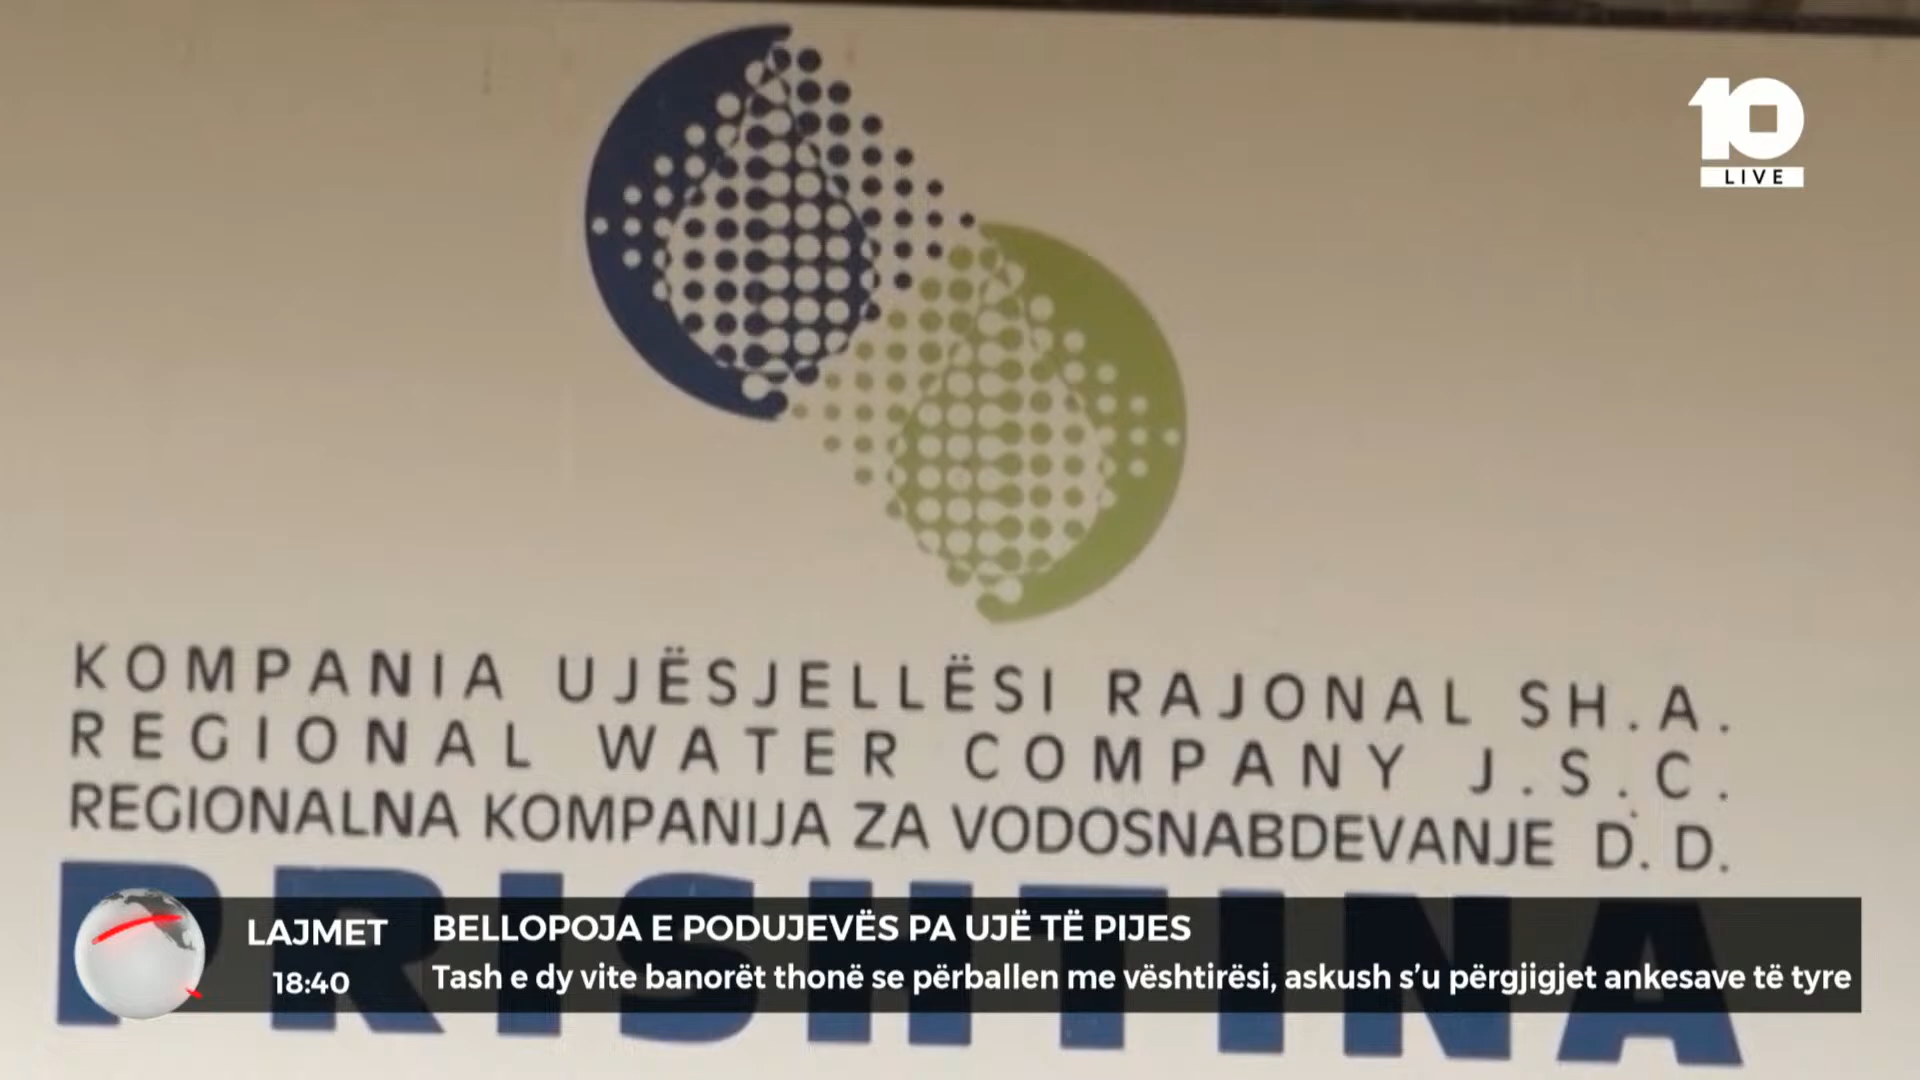 10
LIVE
KOMPANIA UJËSJELLËSI RAJONAL SH.A.
REGIONAL WATER COMPANY J.S.C.
REGIONALNA KOMPANIJA ZA VODOSNABDEVANJE D.D.
PRISHTINA
LAJMET
18:40
BELLOPOJA E PODUJEVËS PA UJË TË PIJES
Tash e dy vite banorët thonë se përballen me vështirësi, askush s’u përgjigjet ankesave të tyre